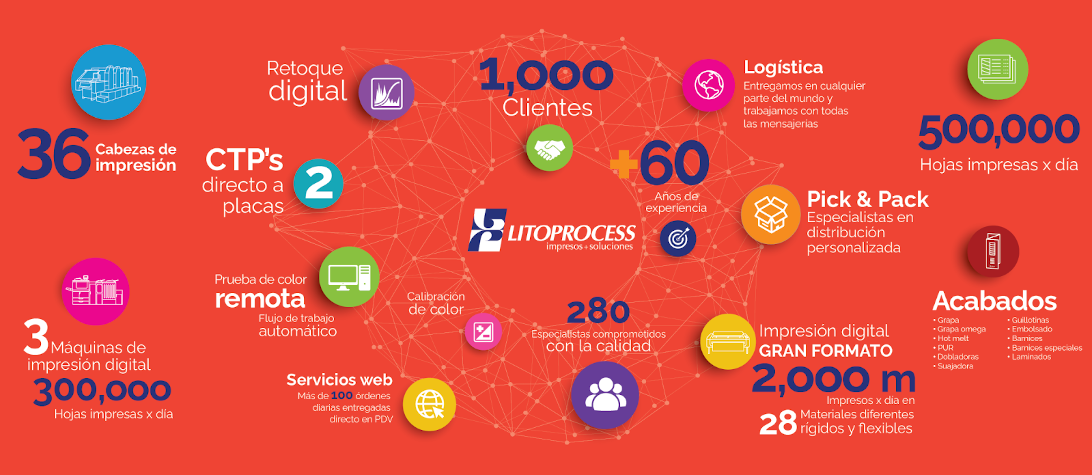 36
Cabezas de
impresión
3
Máquinas de
impresión digital
300,000
Hojas impresas x día
Retoque
digital
CTP's
directo a
placas
2
Prueba de color
remota
Flujo de trabajo
automático
Servicios web
Más de 100 órdenes
diarias entregadas
directo en PDV
1,000
Clientes
+60
Años de
experiencia
LITOPROCESS
impresos+soluciones
Calibración
de color
280
Especialistas comprometidos
con la calidad
Logística
Entregamos en cualquier
parte del mundo y
trabajamos con todas
las mensajerías
Pick & Pack
Especialistas en
distribución
personalizada
Impresión digital
GRAN FORMATO
2,000 m
Impresos x día en
28
Materiales diferentes
rígidos y flexibles
500,000
Hojas impresas x día
Acabados
• Grapa
• Grapa omega
• Hot melt
• PUR
• Dobladoras
• Suajadora
• Guillotinas
• Embolsado
• Barnices
• Barnices especiales
• Laminados